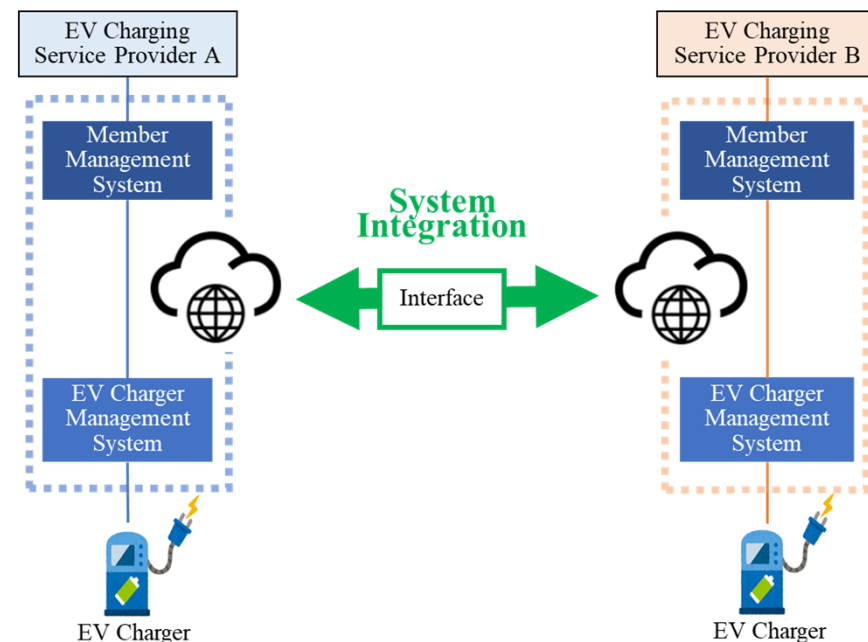 EV Charging
Service Provider A
EV Charging
Service Provider B
Member
Management
System
Member
Management
System
System
Integration
Interface
EV Charger
Management
System
EV Charger
Management
System
EV Charger
EV Charger